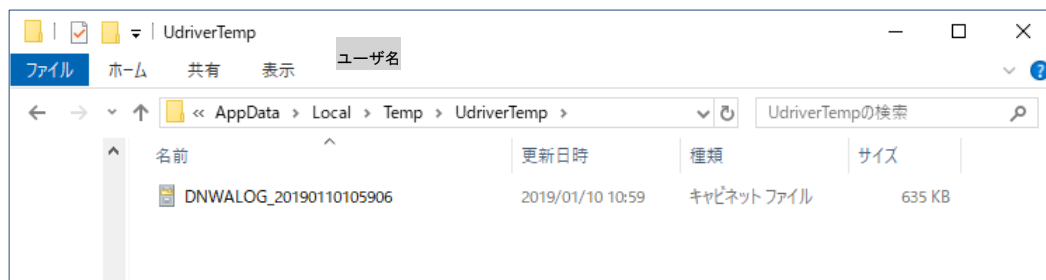 UdriverTemp
ユーザ名
ファイル ホーム 共有 表示
?
« AppData > Local > Temp > UdriverTemp > UdriverTempの検索
名前 更新日時 種類 サイズ
DNWALOG_20190110105906 2019/01/10 10:59 キャビネット ファイル 635 KB